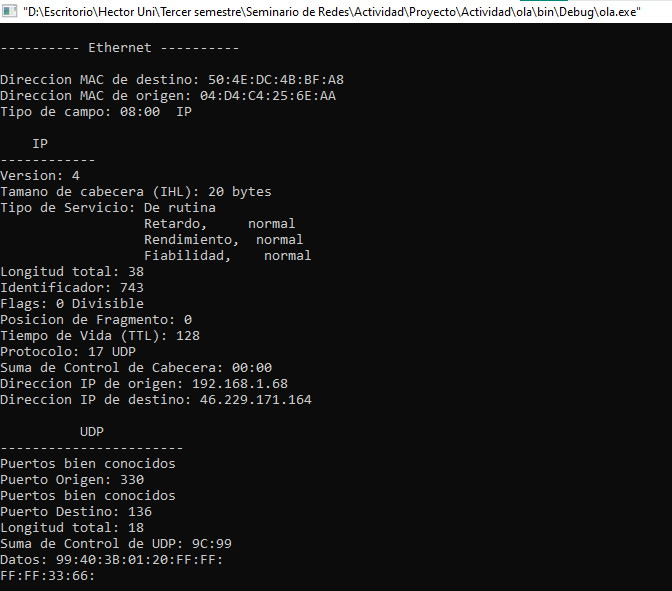 "D:\Escritorio\Hector Uni\Tercer semestre\Seminario de Redes\Actividad\Proyecto\Actividad\ola\bin\Debug\ola.exe"
---------- Ethernet ----------
Direccion MAC de destino: 50:4E:DC:4B:BF:A8
Direccion MAC de origen: 04:D4:C4:25:6E:AA
Tipo de campo: 08:00  IP
    IP
------------
Version: 4
Tamano de cabecera (IHL): 20 bytes
Tipo de Servicio: De rutina
                  Retardo,     normal
                  Rendimiento,  normal
                  Fiabilidad,    normal
Longitud total: 38
Identificador: 743
Flags: 0 Divisible
Posicion de Fragmento: 0
Tiempo de Vida (TTL): 128
Protocolo: 17 UDP
Suma de Control de Cabecera: 00:00
Direccion IP de origen: 192.168.1.68
Direccion IP de destino: 46.229.171.164
          UDP
-----------------------
Puertos bien conocidos
Puerto Origen: 330
Puertos bien conocidos
Puerto Destino: 136
Longitud total: 18
Suma de Control de UDP: 9C:99
Datos: 99:40:3B:01:20:FF:FF:
FF:FF:33:66: